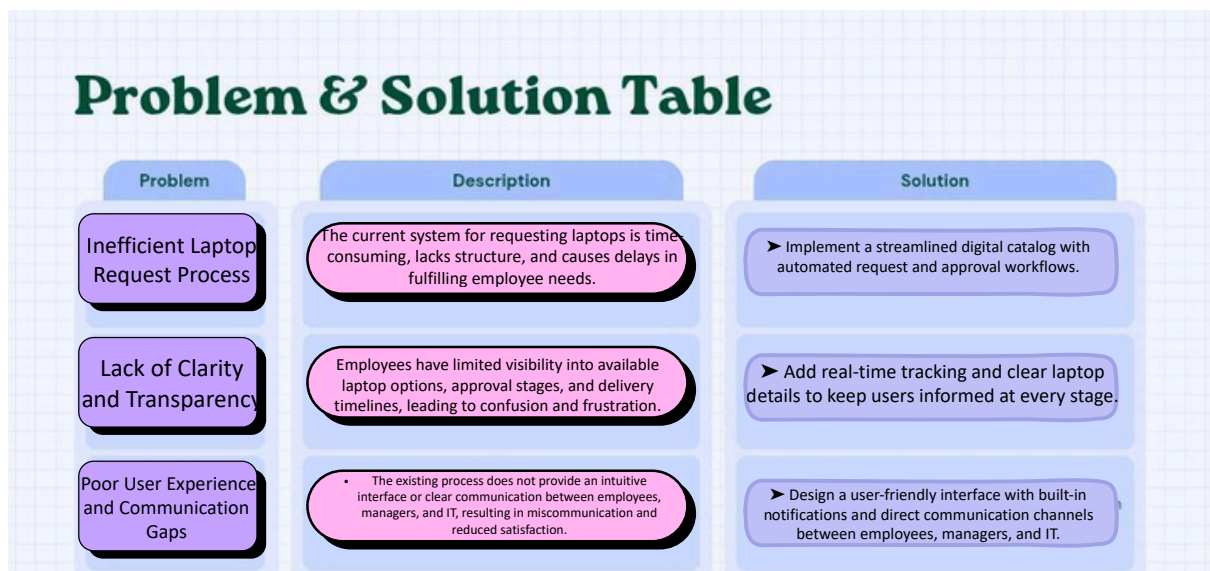 Problem & Solution Table
Problem
Description
Solution
Inefficient Laptop
Request Process
The current system for requesting laptops is time-
consuming, lacks structure, and causes delays in
fulfilling employee needs.
➤ Implement a streamlined digital catalog with
automated request and approval workflows.
Lack of Clarity
and Transparency
Employees have limited visibility into available
laptop options, approval stages, and delivery
timelines, leading to confusion and frustration.
➤ Add real-time tracking and clear laptop
details to keep users informed at every stage.
Poor User Experience
and Communication
Gaps
• The existing process does not provide an intuitive
interface or clear communication between employees,
managers, and IT, resulting in miscommunication and
reduced satisfaction.
➤ Design a user-friendly interface with built-in
notifications and direct communication channels
between employees, managers, and IT.